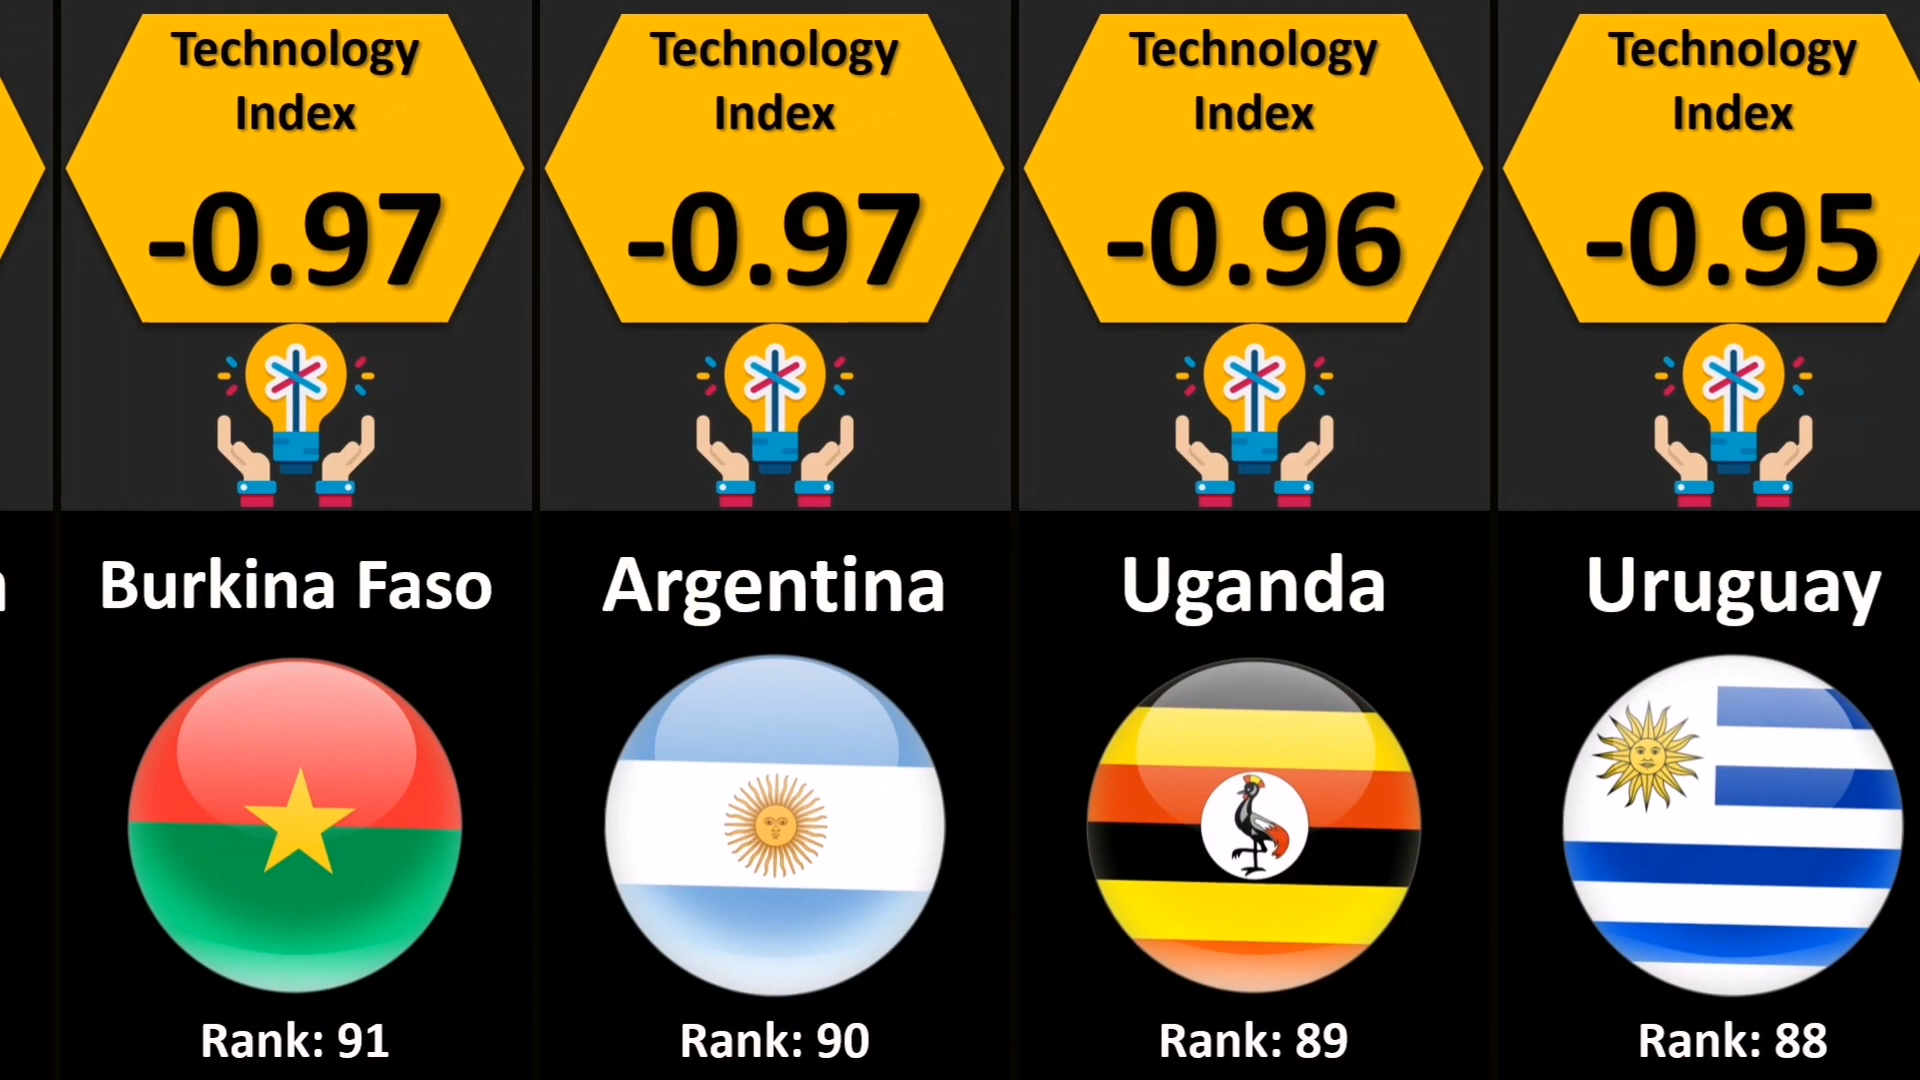 Technology
Index
-0.97
Burkina Faso
Rank: 91
Technology
Index
-0.97
Argentina
Rank: 90
Technology
Index
-0.96
Uganda
Rank: 89
Technology
Index
-0.95
Uruguay
Rank: 88